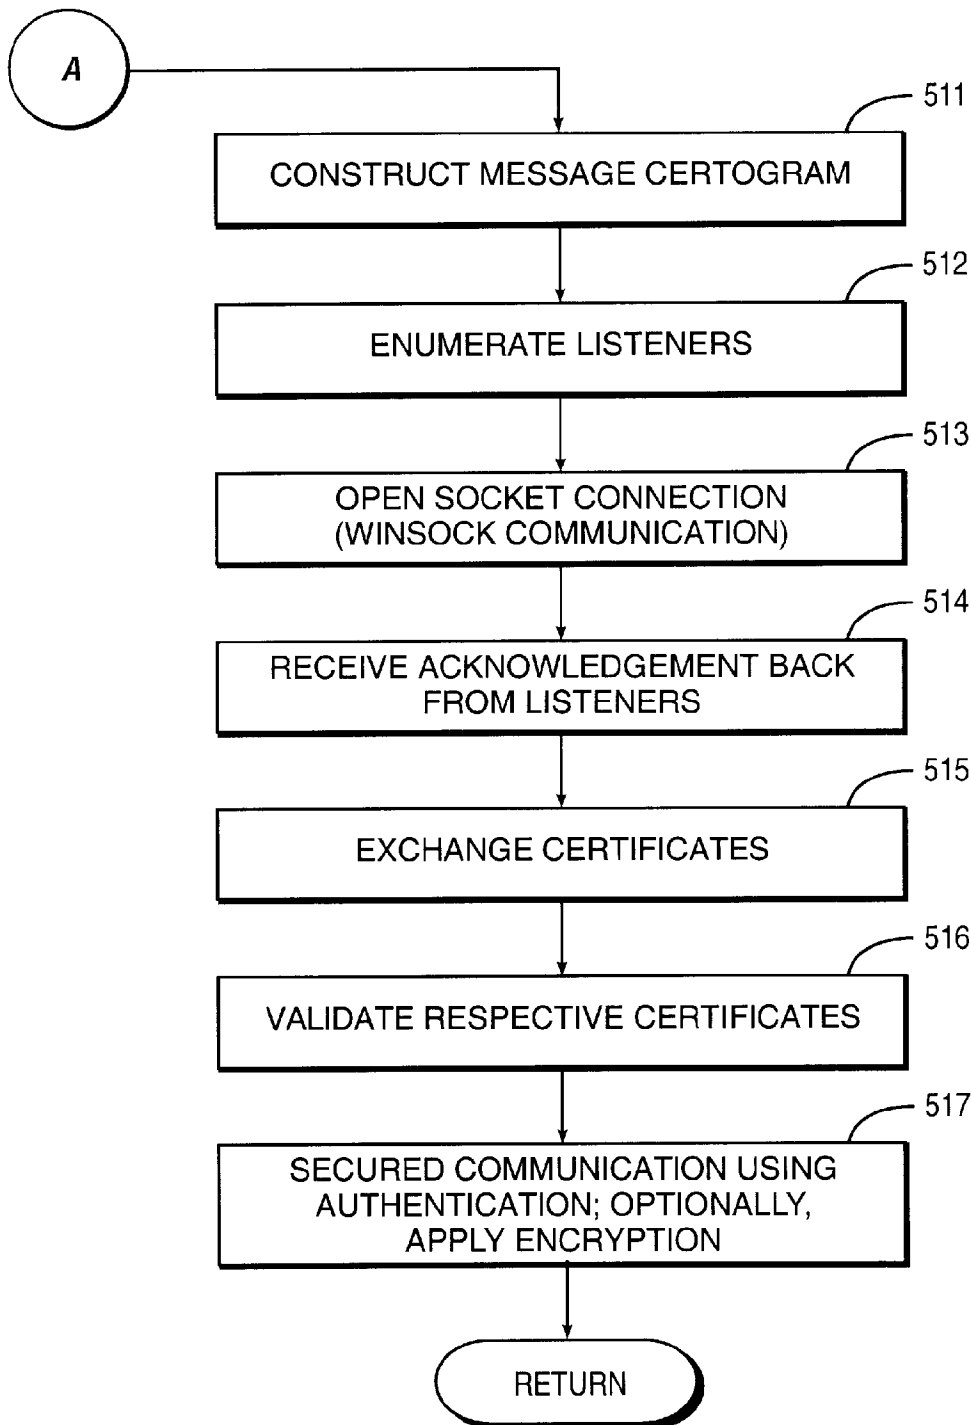 A
511
CONSTRUCT MESSAGE CERTOGRAM
512
ENUMERATE LISTENERS
513
OPEN SOCKET CONNECTION
(WINSOCK COMMUNICATION)
514
RECEIVE ACKNOWLEDGEMENT BACK
FROM LISTENERS
515
EXCHANGE CERTIFICATES
516
VALIDATE RESPECTIVE CERTIFICATES
517
SECURED COMMUNICATION USING
AUTHENTICATION; OPTIONALLY,
APPLY ENCRYPTION
RETURN